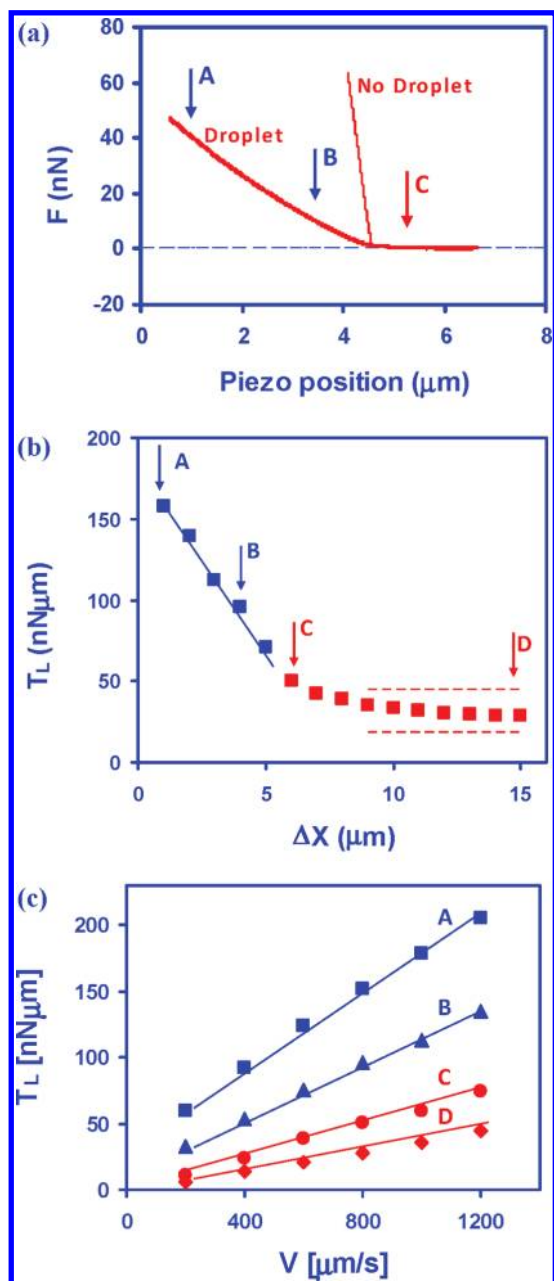 (a)
80
60
40
20
0
-20
F (nN)
A
Droplet
B
No Droplet
C
0 2 4 6 8
Piezo position (μm)
(b)
200
150
100
50
0
TL (nNμm)
A
B
C
D
0 5 10 15
ΔX (μm)
(c)
200
150
100
50
0
TL [nNμm]
A
B
C
D
0 400 800 1200
V [μm/s]